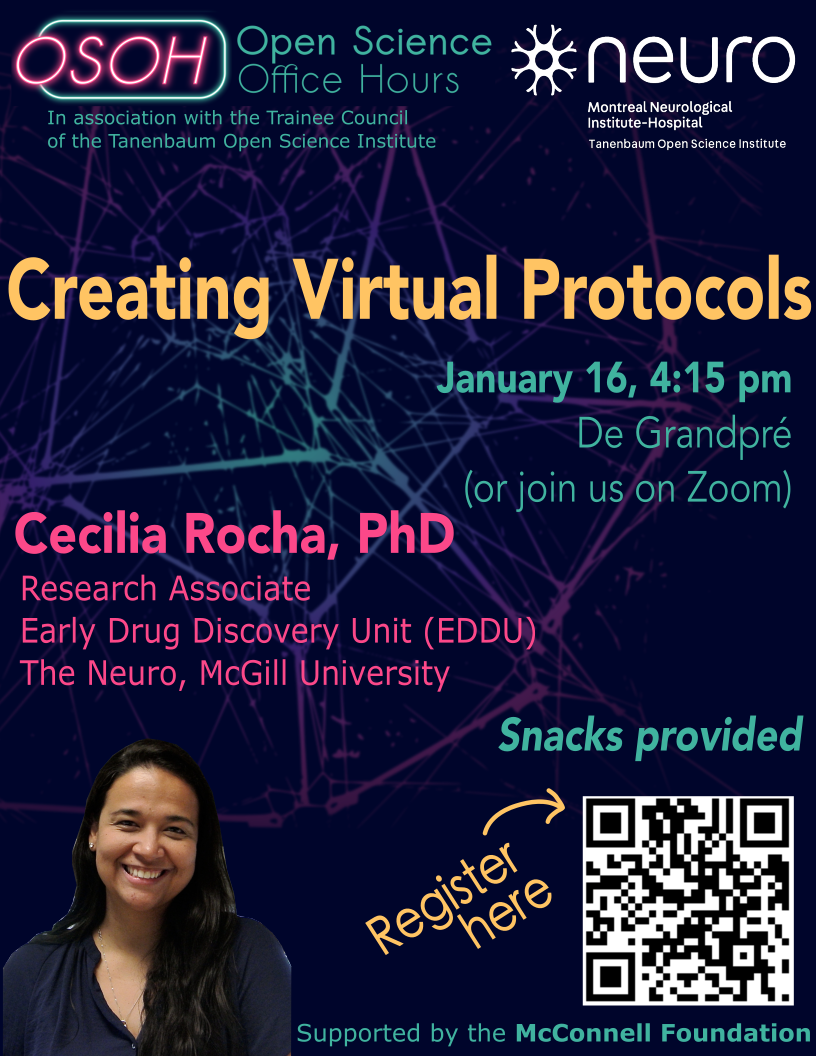 OSOH
Open Science
Office Hours
In association with the Trainee Council
of the Tanenbaum Open Science Institute
neuro
Montreal Neurological
Institute-Hospital
Tanenbaum Open Science Institute
Creating Virtual Protocols
January 16, 4:15 pm
De Grandpré
(or join us on Zoom)
Cecilia Rocha, PhD
Research Associate
Early Drug Discovery Unit (EDDU)
The Neuro, McGill University
Snacks provided
Register
here
Supported by the McConnell Foundation